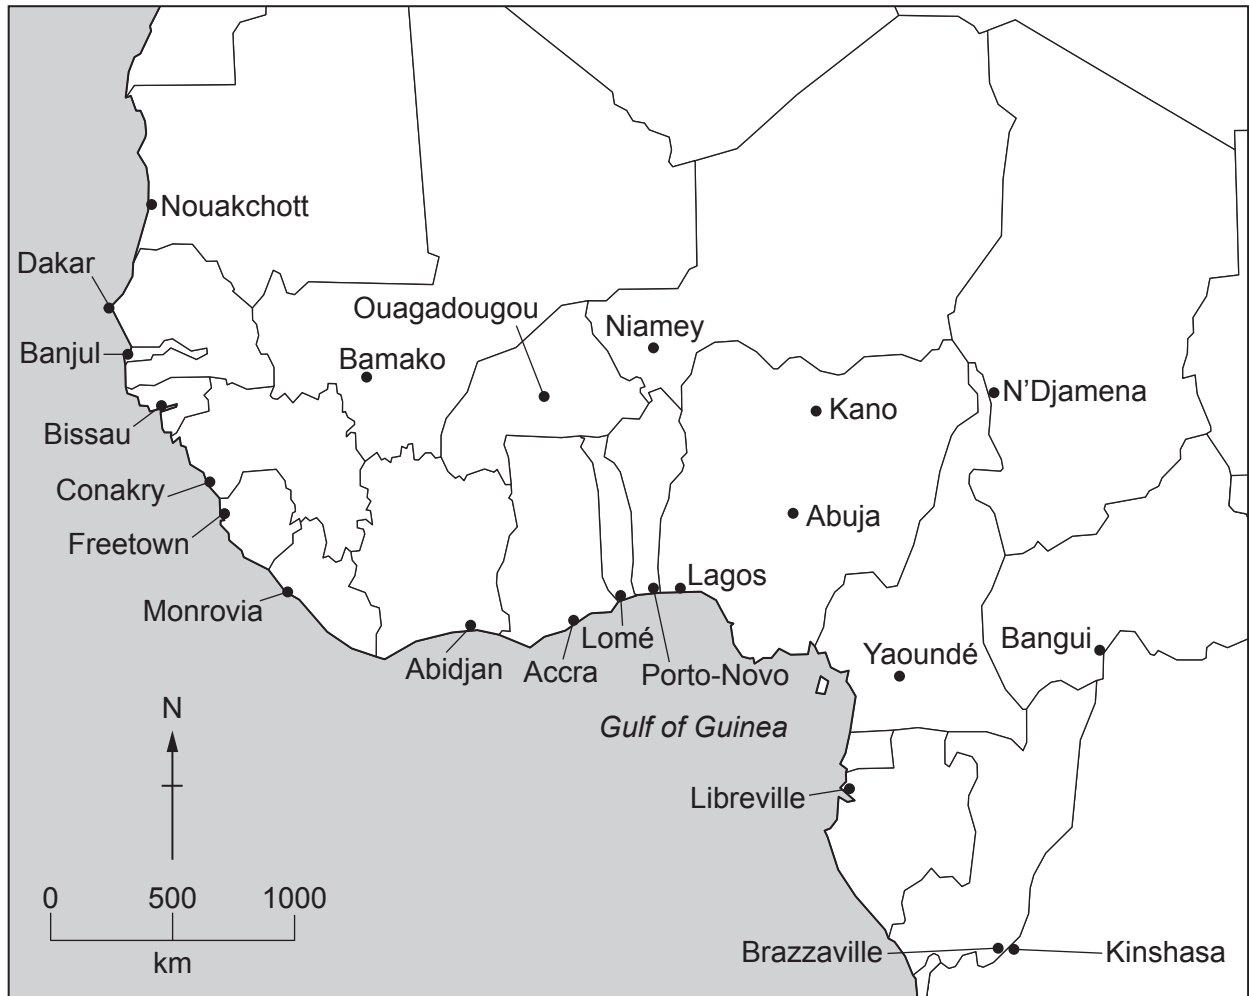 Nouakchott
Dakar
Ouagadougou
Niamey
Banjul
Bamako
N’Djamena
Kano
Bissau
Conakry
Abuja
Freetown
Lagos
Monrovia
Lomé
Bangui
Yaoundé
Abidjan
Accra
Porto-Novo
N
Gulf of Guinea
Libreville
0 500 1000
km
Brazzaville
Kinshasa